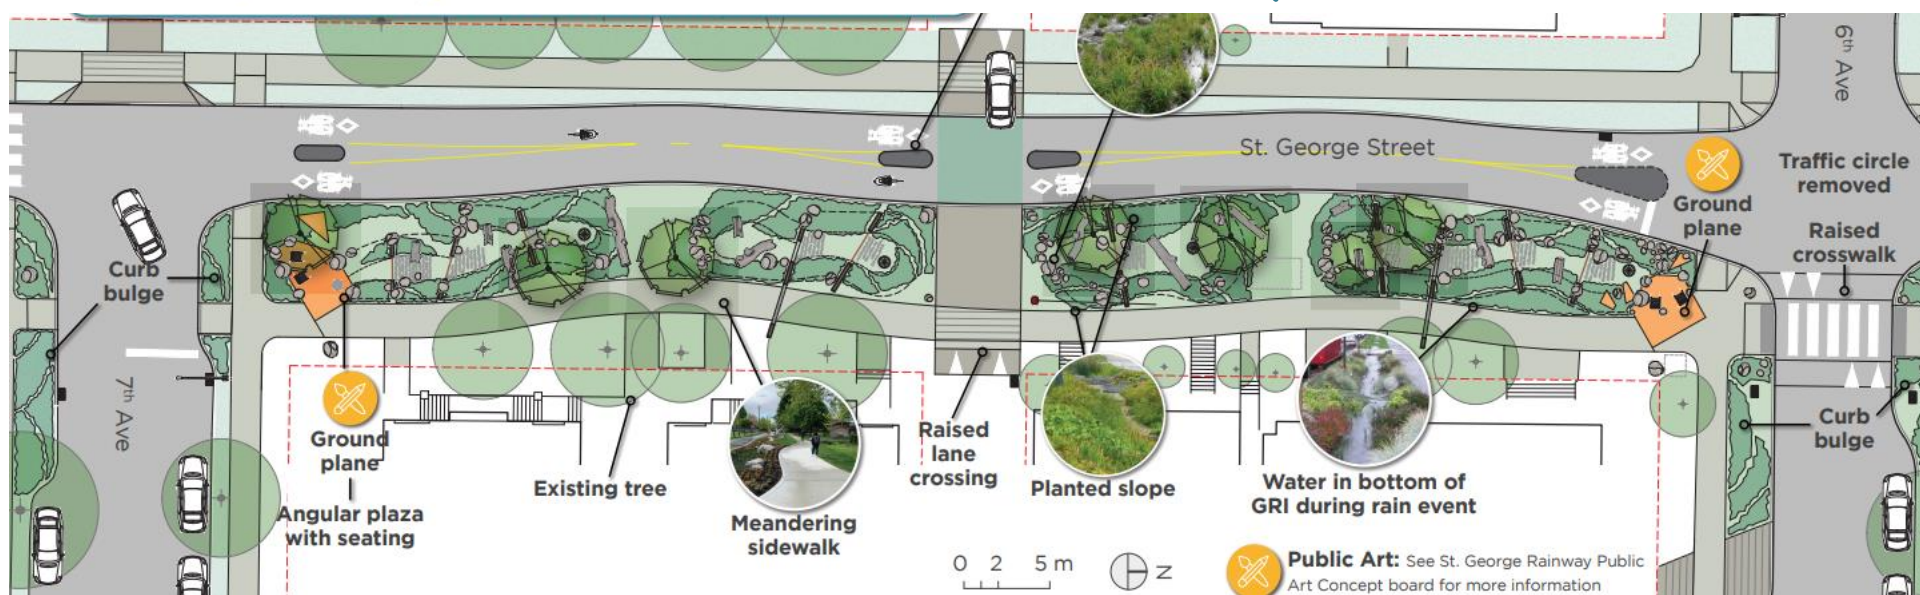 6th Ave
St. George Street
Traffic circle
removed
Ground
plane
Raised
crosswalk
Curb
bulge
7th Ave
Ground
plane
Angular plaza
with seating
Existing tree
Meandering
sidewalk
Raised
lane
crossing
Planted slope
Water in bottom of
GRI during rain event
Curb
bulge
0 2 5 m
N
Public Art: See St. George Rainway Public
Art Concept board for more information